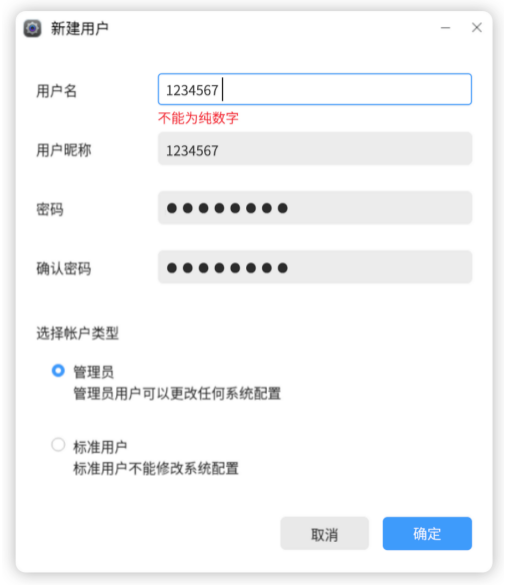 新建用户
用户名 1234567
不能为纯数字
用户昵称 1234567
密码 ●●●●●●●●
确认密码 ●●●●●●●●
选择帐户类型
管理员
管理员用户可以更改任何系统配置
标准用户
标准用户不能修改系统配置
取消 确定